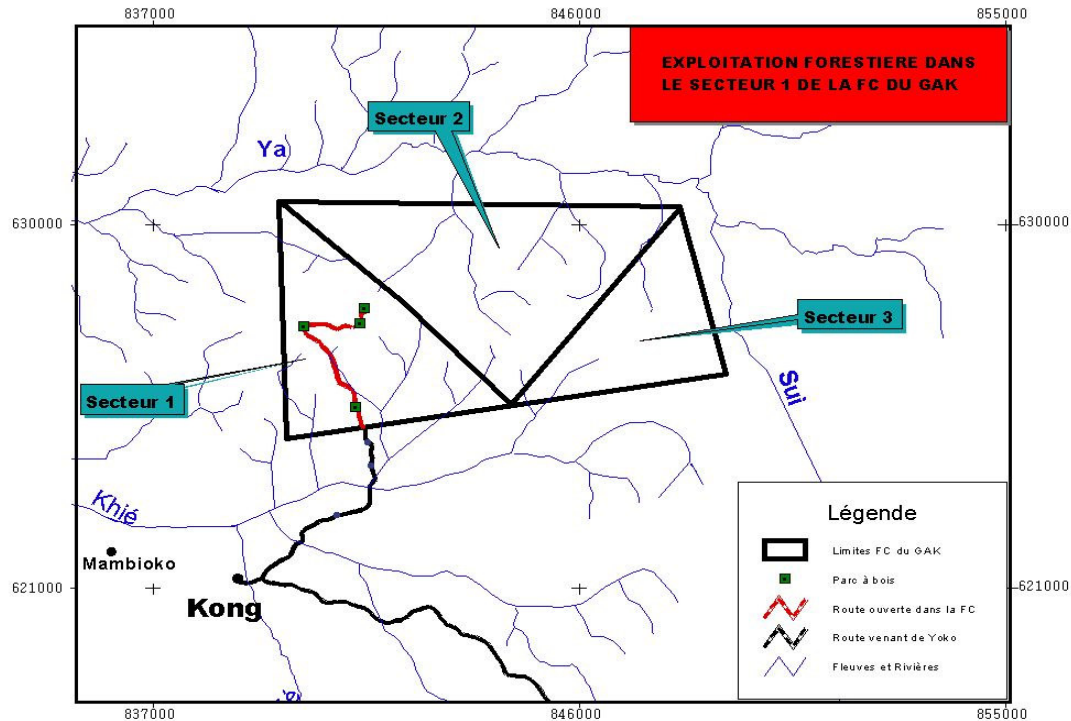 837000
846000
855000
EXPLOITATION FORESTIERE DANS
LE SECTEUR 1 DE LA FC DU GAK
Secteur 2
Ya
630000
630000
Secteur 3
Secteur 1
Sui
Khié
Mambioko
Kong
621000
621000
Légende
Limites FC du GAK
Parc à bois
Route ouverte dans la FC
Route venant de Yoko
Fleuves et Rivières
837000
846000
855000